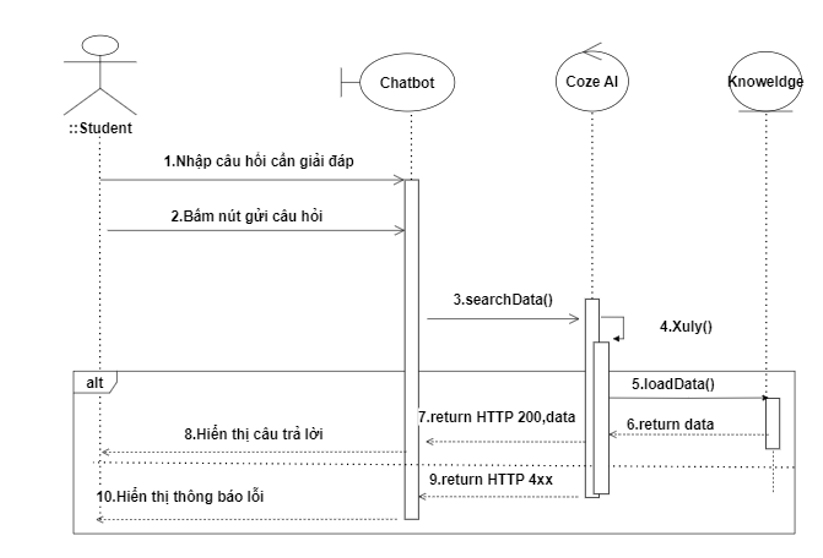 Chatbot
Coze AI
Knoweldge
::Student
1.Nhập câu hỏi cần giải đáp
2.Bấm nút gửi câu hỏi
3.searchData()
4.Xuly()
alt
5.loadData()
6.return data
7.return HTTP 200,data
8.Hiển thị câu trả lời
9.return HTTP 4xx
10.Hiển thị thông báo lỗi